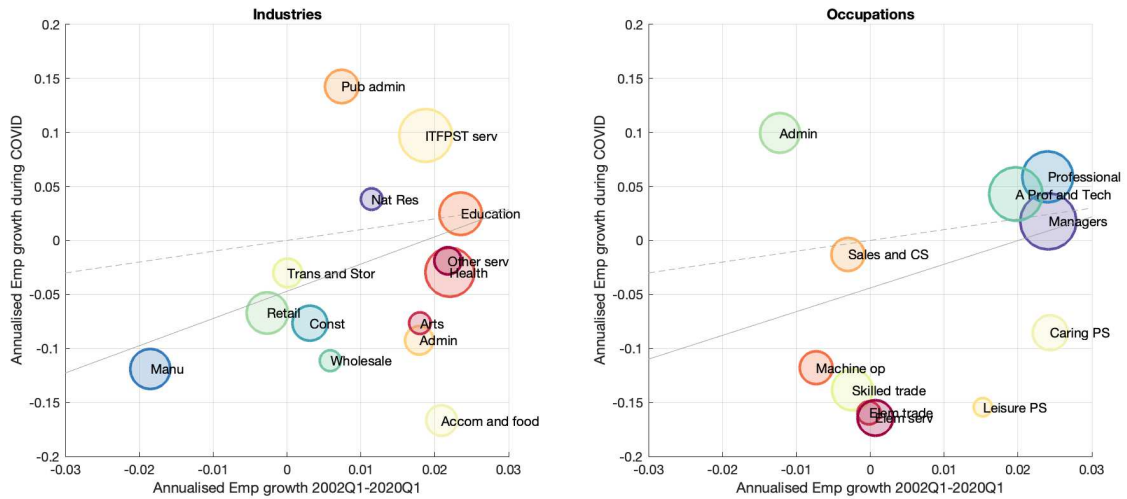 Industries
Annualised Emp growth during COVID
0.2
0.15
0.1
0.05
0
-0.05
-0.1
-0.15
-0.2
Pub admin
ITFPST serv
Nat Res
Education
Other serv
Health
Trans and Stor
Retail
Const
Arts
Admin
Wholesale
Manu
Accom and food
-0.03 -0.02 -0.01 0 0.01 0.02 0.03
Annualised Emp growth 2002Q1-2020Q1
Occupations
Annualised Emp growth during COVID
0.2
0.15
0.1
0.05
0
-0.05
-0.1
-0.15
-0.2
Admin
Professional
A Prof and Tech
Managers
Sales and CS
Caring PS
Machine op
Skilled trade
Leisure PS
Elem trade
Elem serv
-0.03 -0.02 -0.01 0 0.01 0.02 0.03
Annualised Emp growth 2002Q1-2020Q1